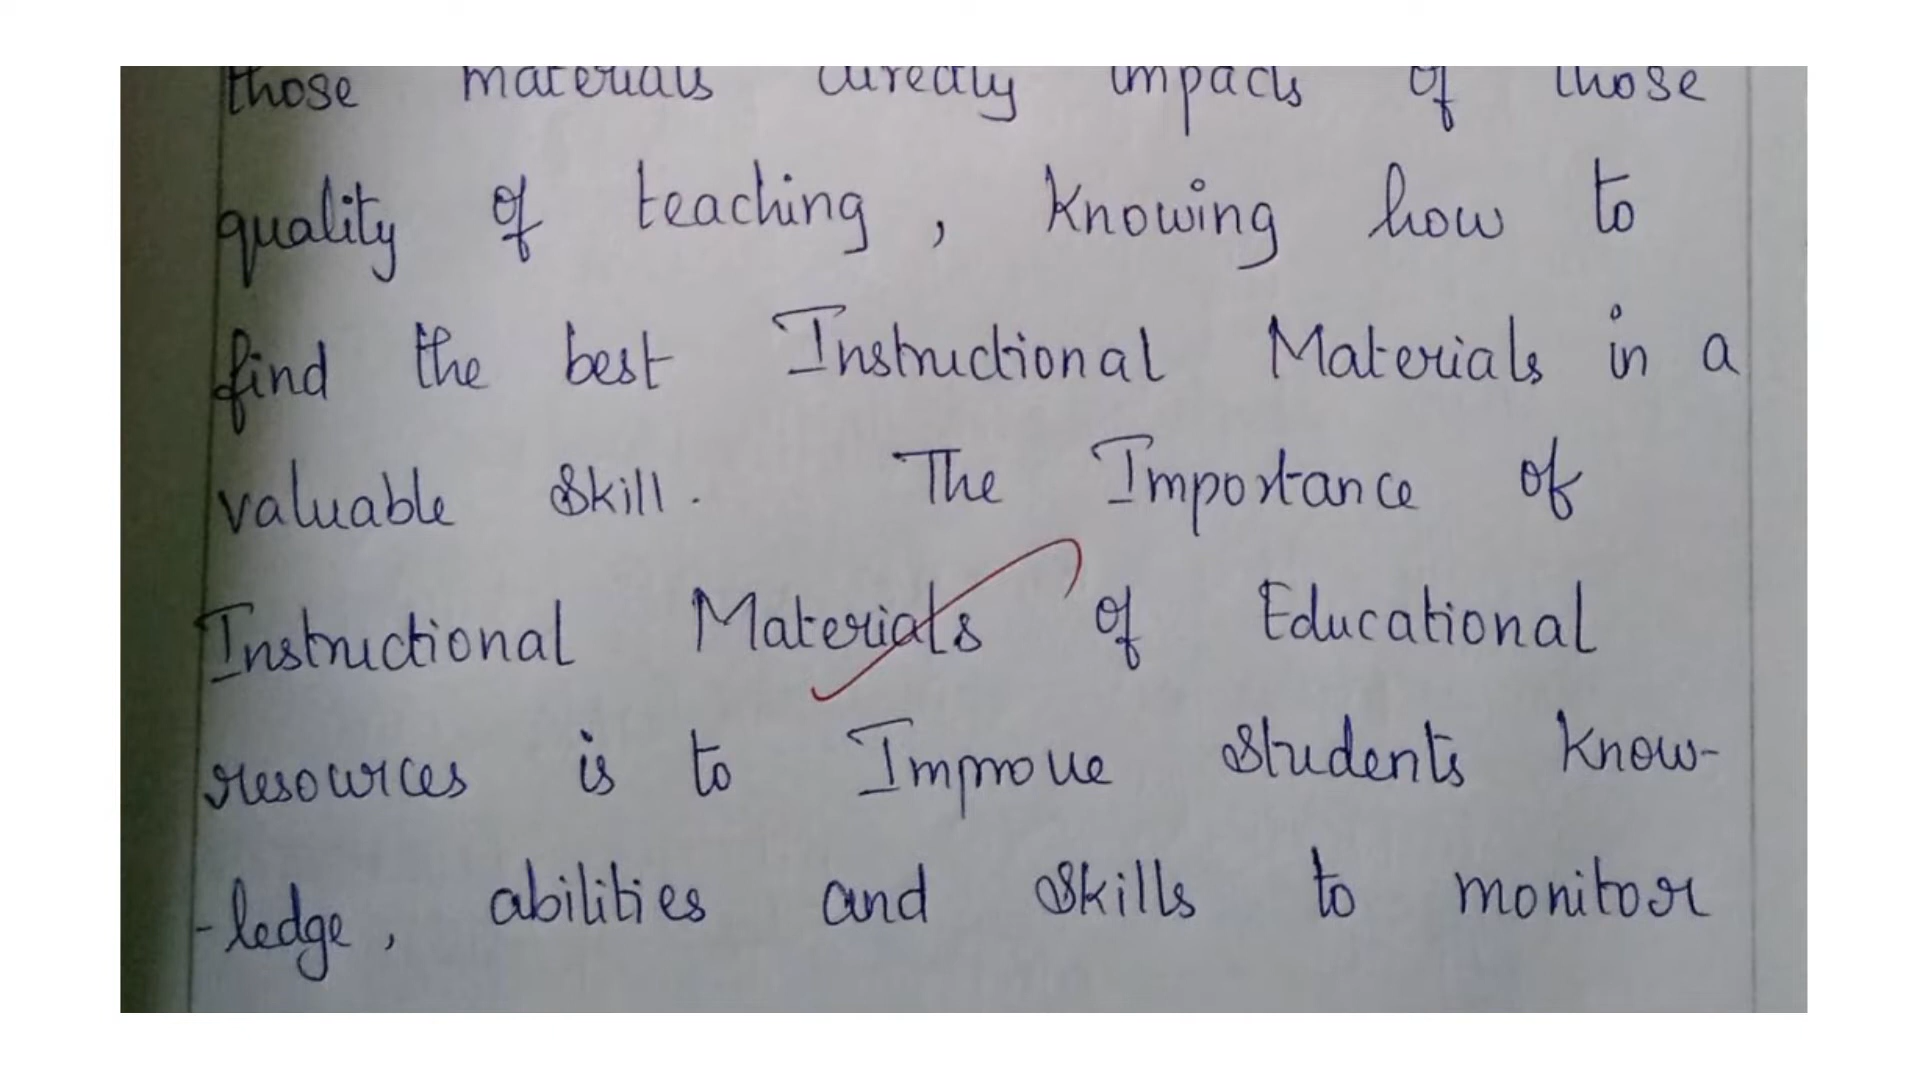 those materials directly impacts of those
quality of teaching, Knowing how to
find the best Instructional Materials in a
valuable Skill. The Importance of
Instructional Materials of Educational
resources is to Improve Students Know-
-ledge, abilities and Skills to monitor